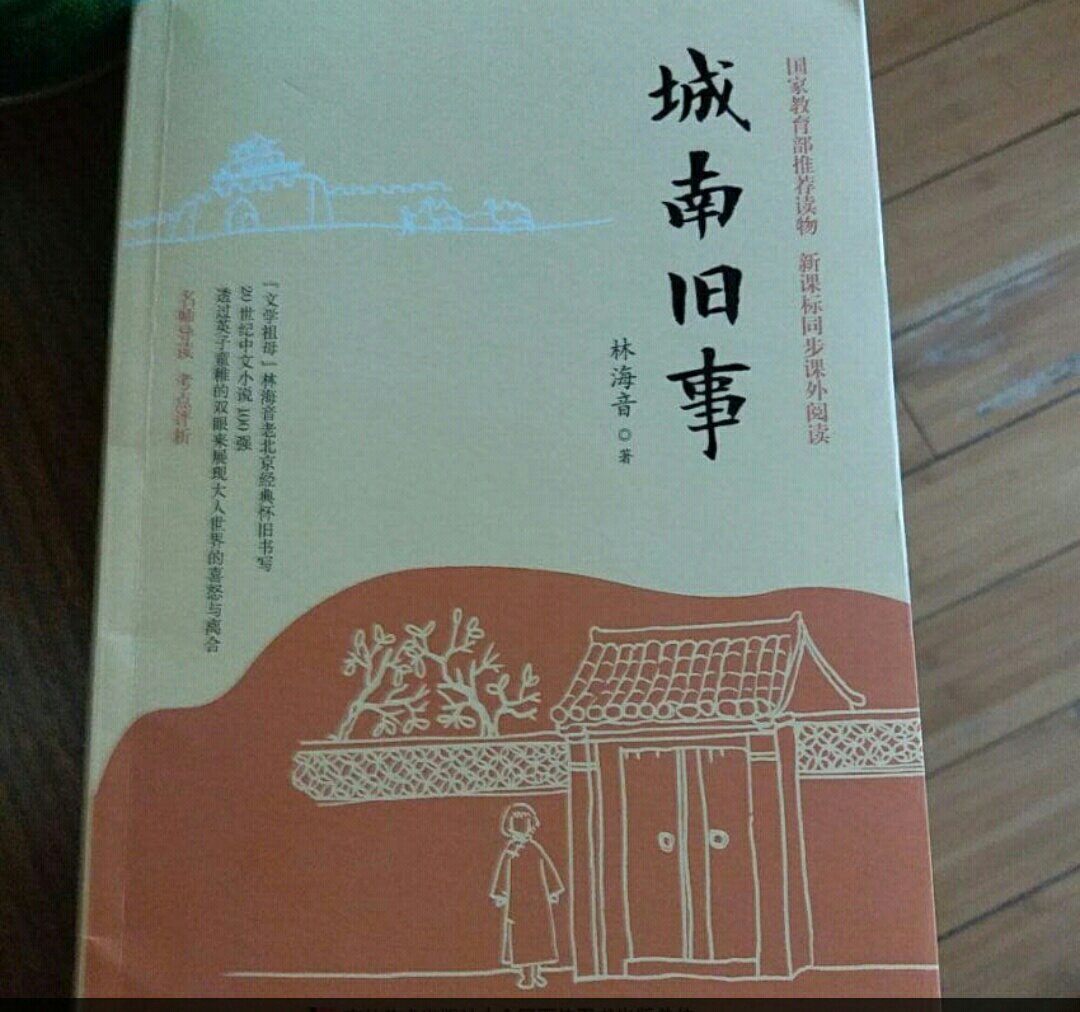 国家教育部推荐读物 新课标同步课外阅读
城南旧事
林海音◎著
「文学祖母」林海音老北京经典怀旧书写
20世纪中文小说100强
透过英子童稚的双眼来展现大人世界的喜怒与离合
名师导读 考点评析